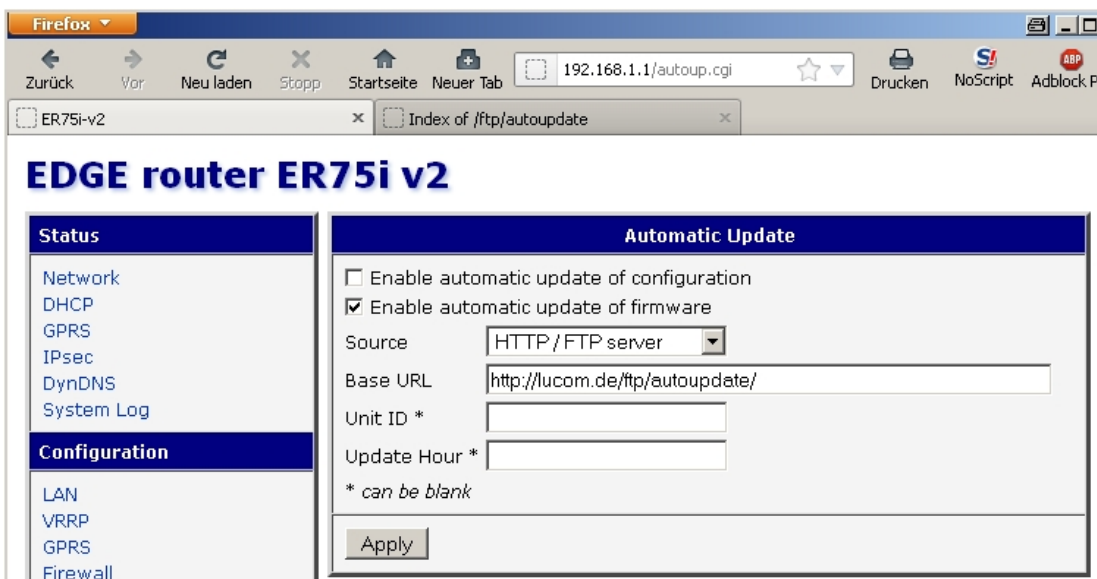 Firefox
Zurück Vor Neu laden Stopp Startseite Neuer Tab 192.168.1.1/autoup.cgi Drucken NoScript Adblock P
ER75i-v2 Index of /ftp/autoupdate
EDGE router ER75i v2
Status
Network
DHCP
GPRS
IPsec
DynDNS
System Log
Configuration
LAN
VRRP
GPRS
Firewall
Automatic Update
Enable automatic update of configuration
Enable automatic update of firmware
Source HTTP / FTP server
Base URL http://lucom.de/ftp/autoupdate/
Unit ID *
Update Hour *
* can be blank
Apply